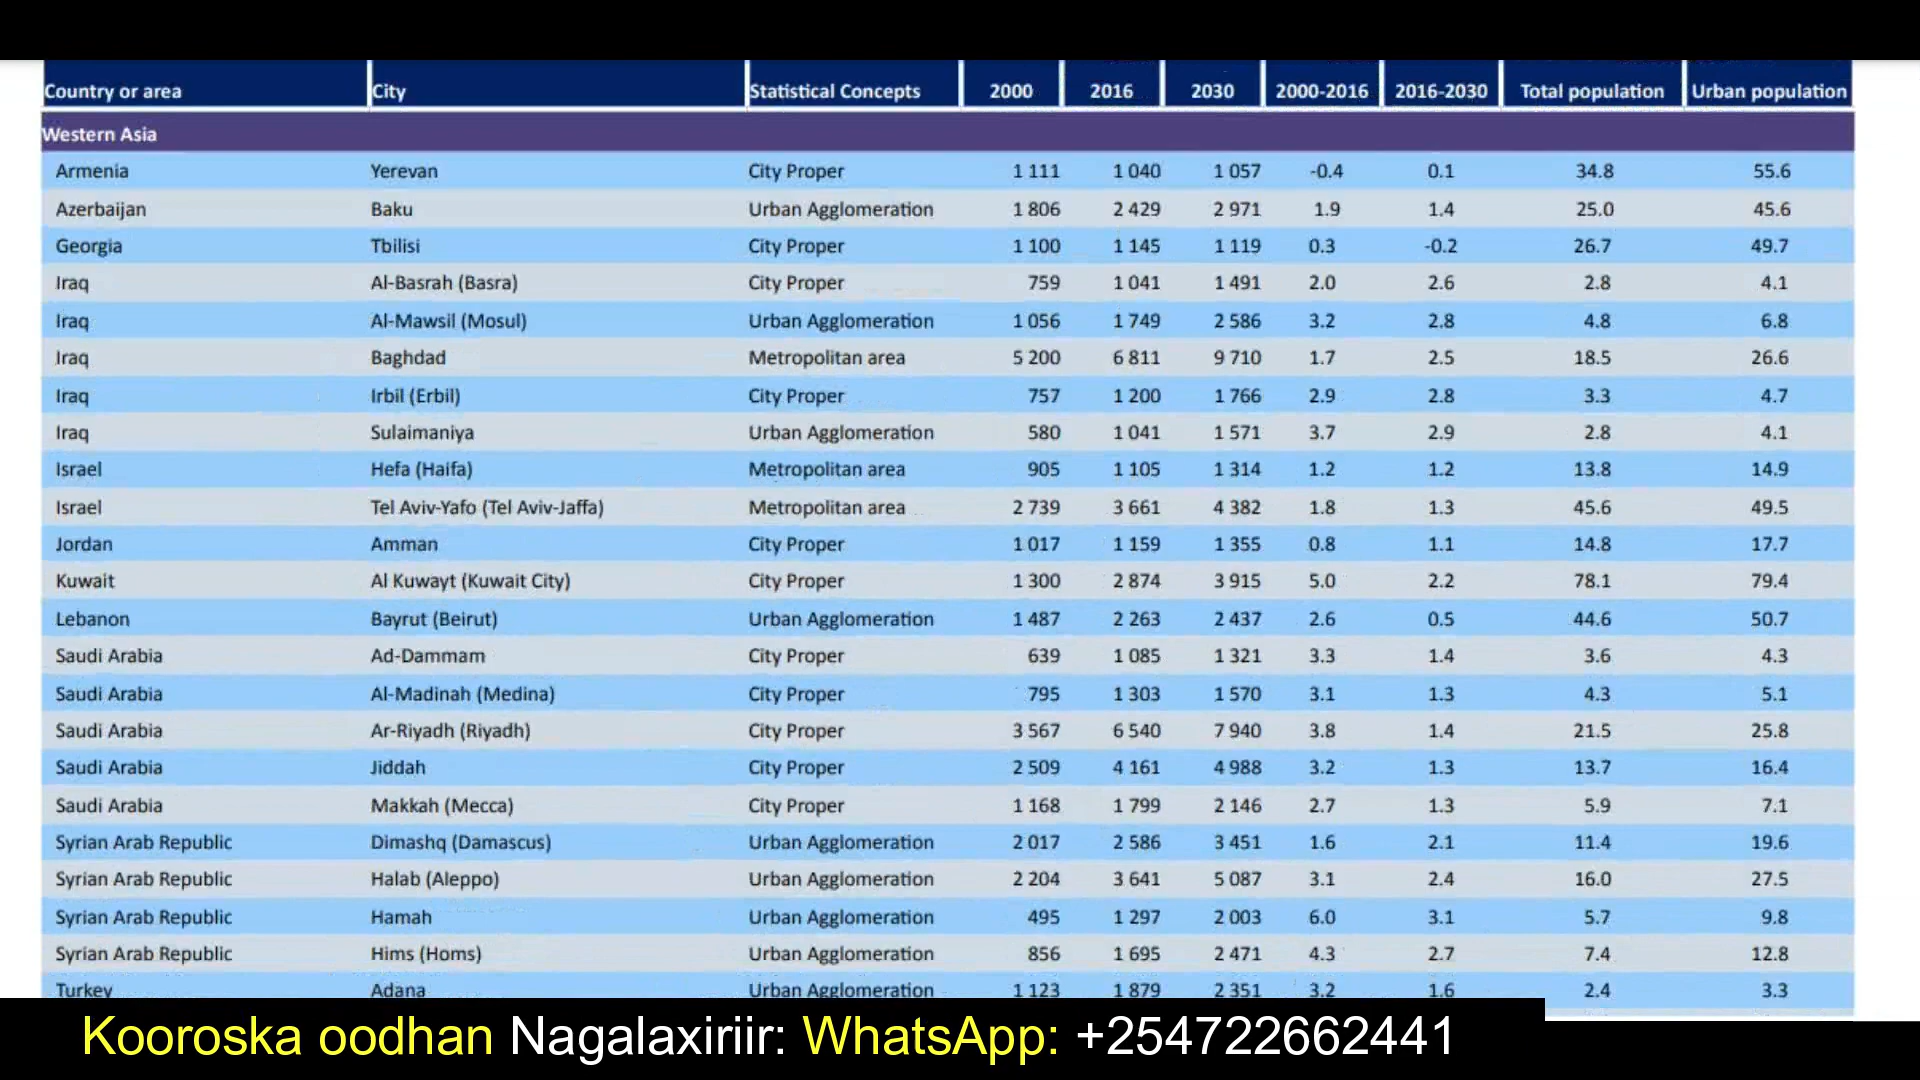 Country or area City Statistical Concepts 2000 2016 2030 2000-2016 2016-2030 Total population Urban population
Western Asia
Armenia Yerevan City Proper 1 111 1 040 1 057 -0.4 0.1 34.8 55.6
Azerbaijan Baku Urban Agglomeration 1 806 2 429 2 971 1.9 1.4 25.0 45.6
Georgia Tbilisi City Proper 1 100 1 145 1 119 0.3 -0.2 26.7 49.7
Iraq Al-Basrah (Basra) City Proper 759 1 041 1 491 2.0 2.6 2.8 4.1
Iraq Al-Mawsil (Mosul) Urban Agglomeration 1 056 1 749 2 586 3.2 2.8 4.8 6.8
Iraq Baghdad Metropolitan area 5 200 6 811 9 710 1.7 2.5 18.5 26.6
Iraq Irbil (Erbil) City Proper 757 1 200 1 766 2.9 2.8 3.3 4.7
Iraq Sulaimaniya Urban Agglomeration 580 1 041 1 571 3.7 2.9 2.8 4.1
Israel Hefa (Haifa) Metropolitan area 905 1 105 1 314 1.2 1.2 13.8 14.9
Israel Tel Aviv-Yafo (Tel Aviv-Jaffa) Metropolitan area 2 739 3 661 4 382 1.8 1.3 45.6 49.5
Jordan Amman City Proper 1 017 1 159 1 355 0.8 1.1 14.8 17.7
Kuwait Al Kuwayt (Kuwait City) City Proper 1 300 2 874 3 915 5.0 2.2 78.1 79.4
Lebanon Bayrut (Beirut) Urban Agglomeration 1 487 2 263 2 437 2.6 0.5 44.6 50.7
Saudi Arabia Ad-Dammam City Proper 639 1 085 1 321 3.3 1.4 3.6 4.3
Saudi Arabia Al-Madinah (Medina) City Proper 795 1 303 1 570 3.1 1.3 4.3 5.1
Saudi Arabia Ar-Riyadh (Riyadh) City Proper 3 567 6 540 7 940 3.8 1.4 21.5 25.8
Saudi Arabia Jiddah City Proper 2 509 4 161 4 988 3.2 1.3 13.7 16.4
Saudi Arabia Makkah (Mecca) City Proper 1 168 1 799 2 146 2.7 1.3 5.9 7.1
Syrian Arab Republic Dimashq (Damascus) Urban Agglomeration 2 017 2 586 3 451 1.6 2.1 11.4 19.6
Syrian Arab Republic Halab (Aleppo) Urban Agglomeration 2 204 3 641 5 087 3.1 2.4 16.0 27.5
Syrian Arab Republic Hamah Urban Agglomeration 495 1 297 2 003 6.0 3.1 5.7 9.8
Syrian Arab Republic Hims (Homs) Urban Agglomeration 856 1 695 2 471 4.3 2.7 7.4 12.8
Turkey Adana Urban Agglomeration 1 123 1 879 2 351 3.2 1.6 2.4 3.3
Kooroska oodhan Nagalaxiriir: WhatsApp: +254722662441